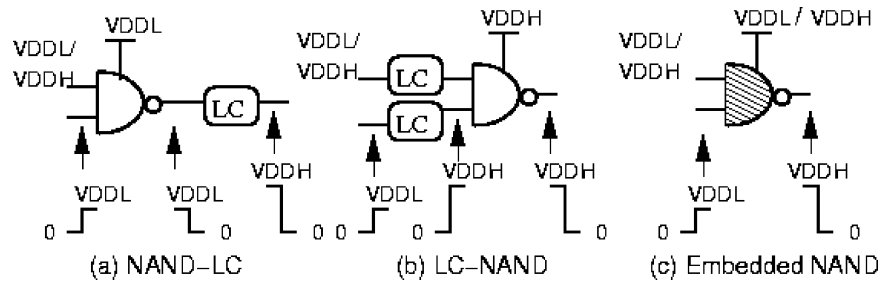 VDDL
VDDL/
VDDH
LC
VDDL
VDDL
VDDH
0
0
0
(a) NAND-LC
VDDH
VDDL/
VDDH
LC
LC
VDDL
VDDH
VDDH
0
0
0
(b) LC-NAND
VDDL/ VDDH
VDDL/
VDDH
VDDL
VDDH
0
0
(c) Embedded NAND